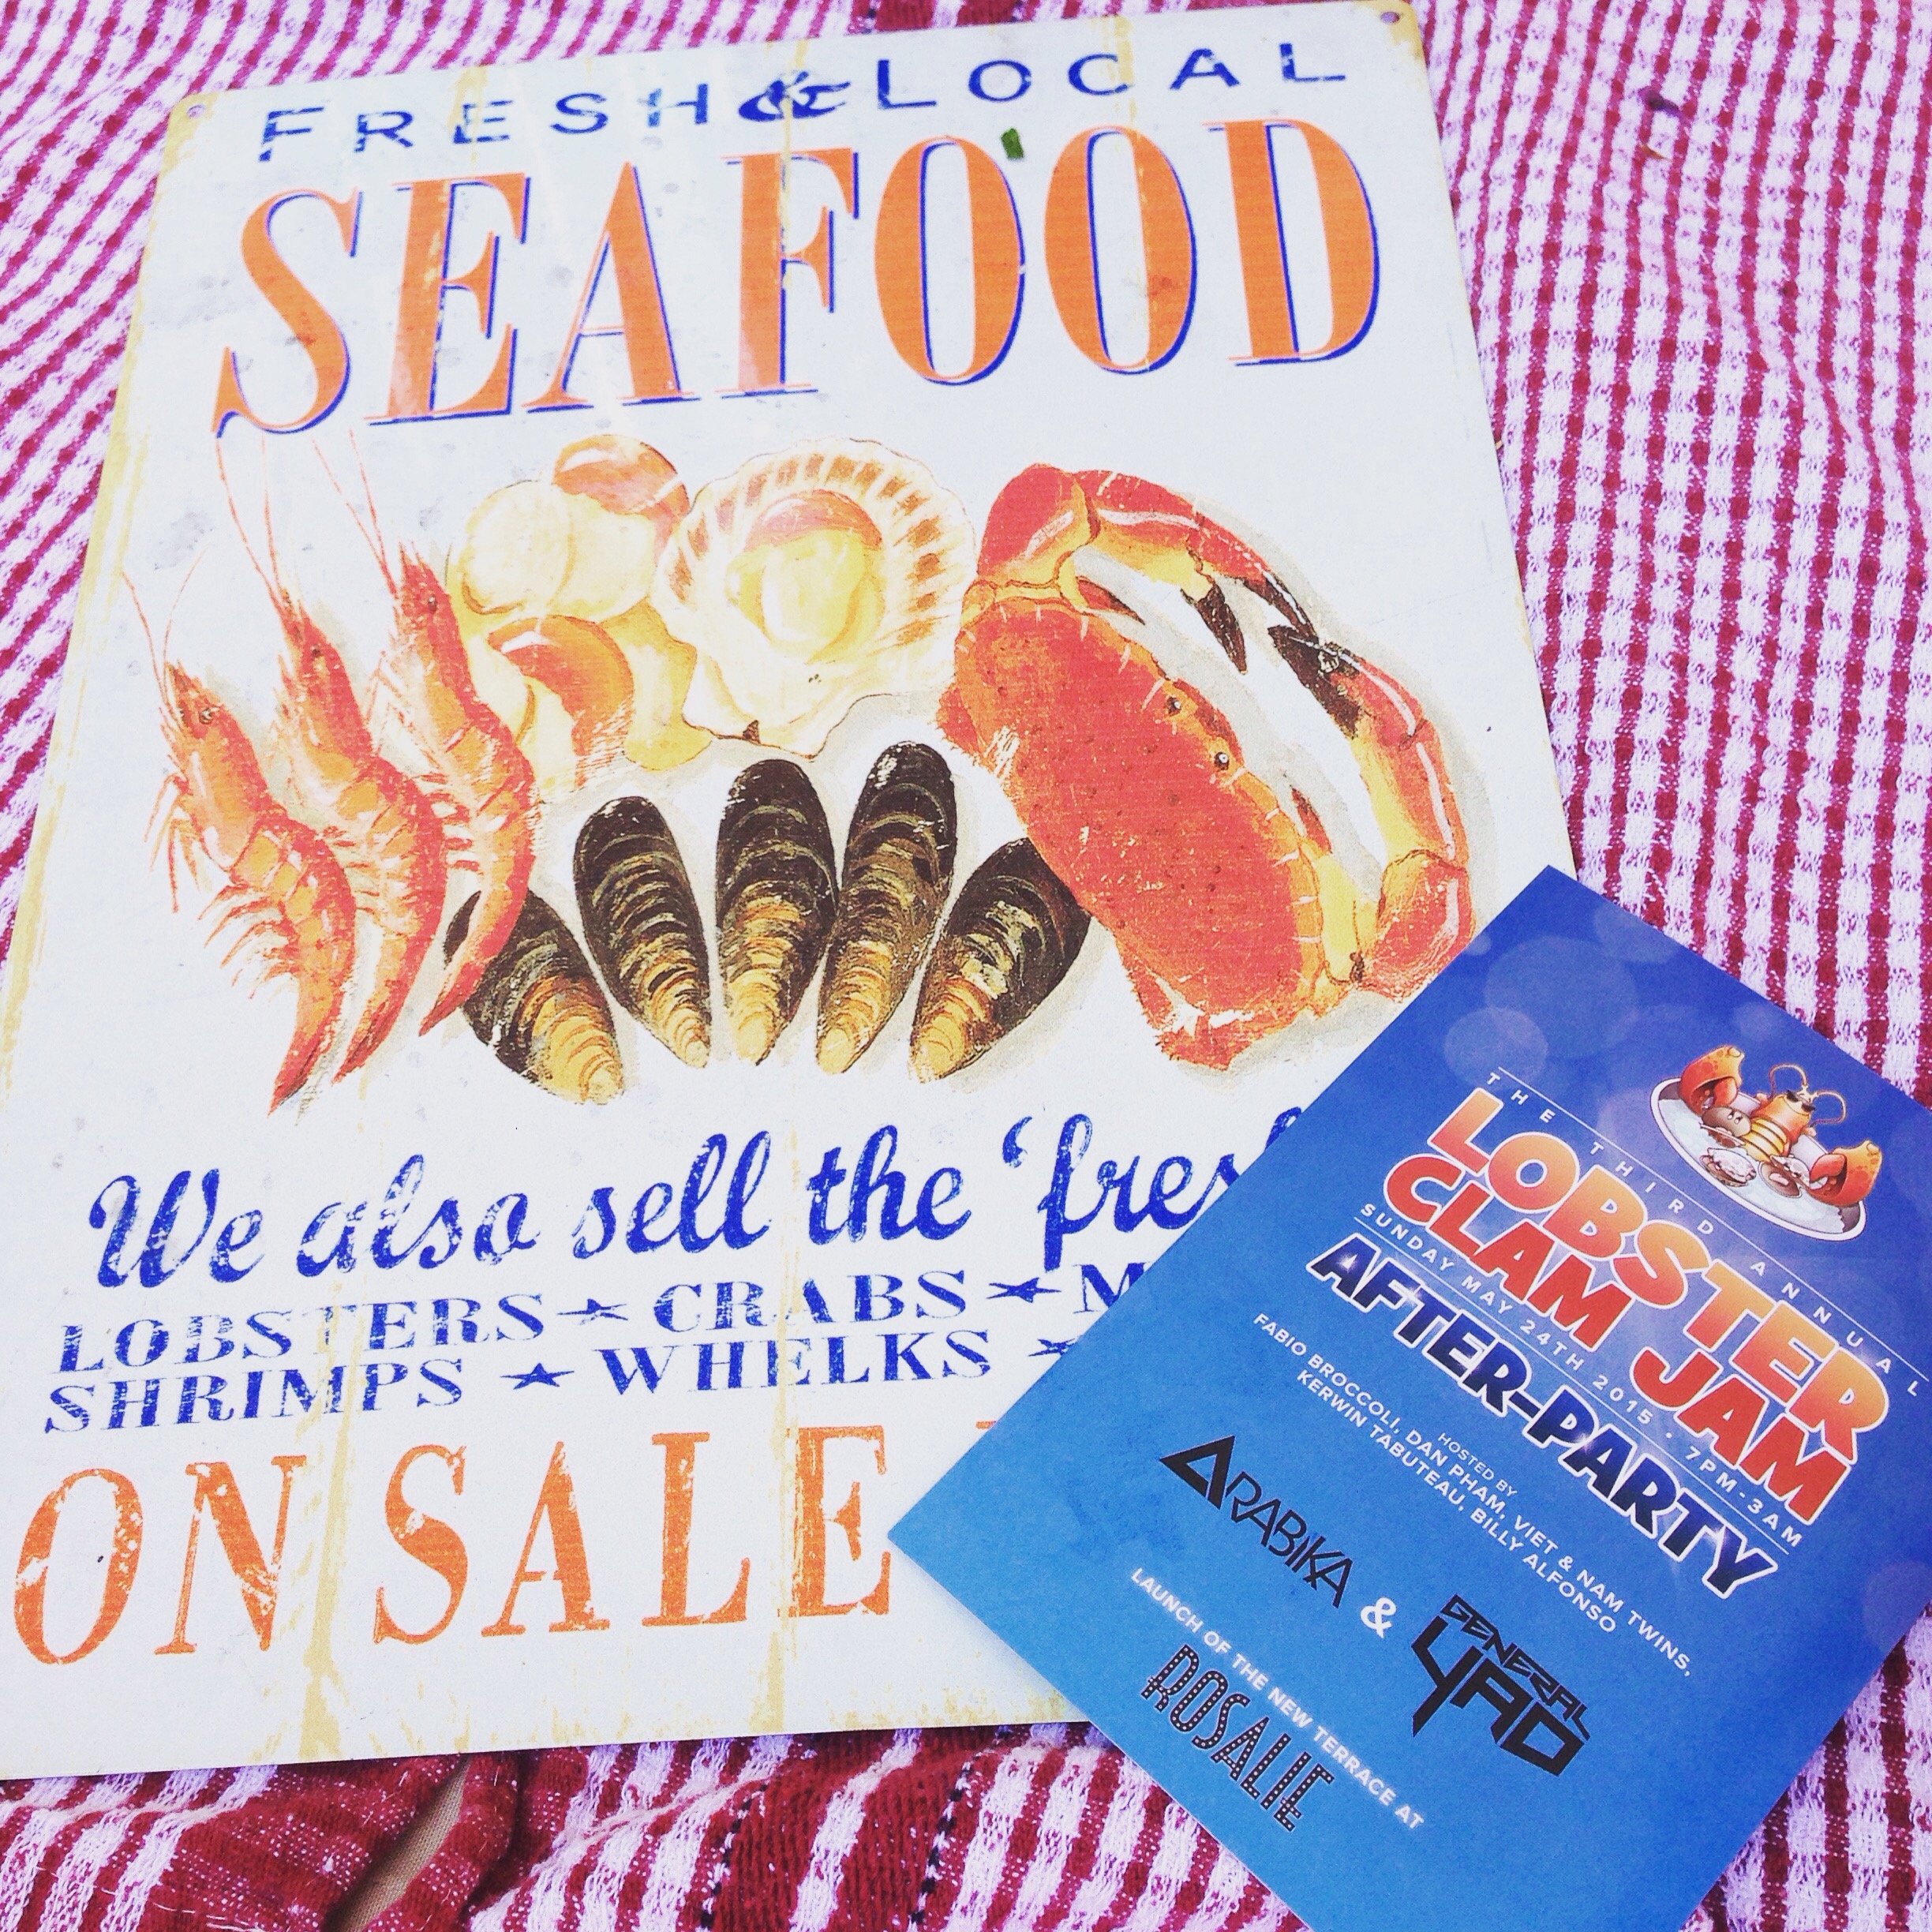 FRESH & LOCAL
SEAFOOD
We also sell the
LOBSTERS ★ CRABS ★
SHRIMPS ★ WHELKS ★
ON SALE
THE THIRD ANNUAL
LOBSTER
CLAM JAM
SUNDAY MAY 24TH 2015 · 7PM - 3AM
AFTER-PARTY
HOSTED BY
FABIO BROCCOLI, DAN PHAM, VIET & NAM TWINS,
KERWIN TABUTEAU, BILLY ALFONSO
ARABIKA & GENERAL YAD
LAUNCH OF THE NEW TERRACE AT
ROSALIE